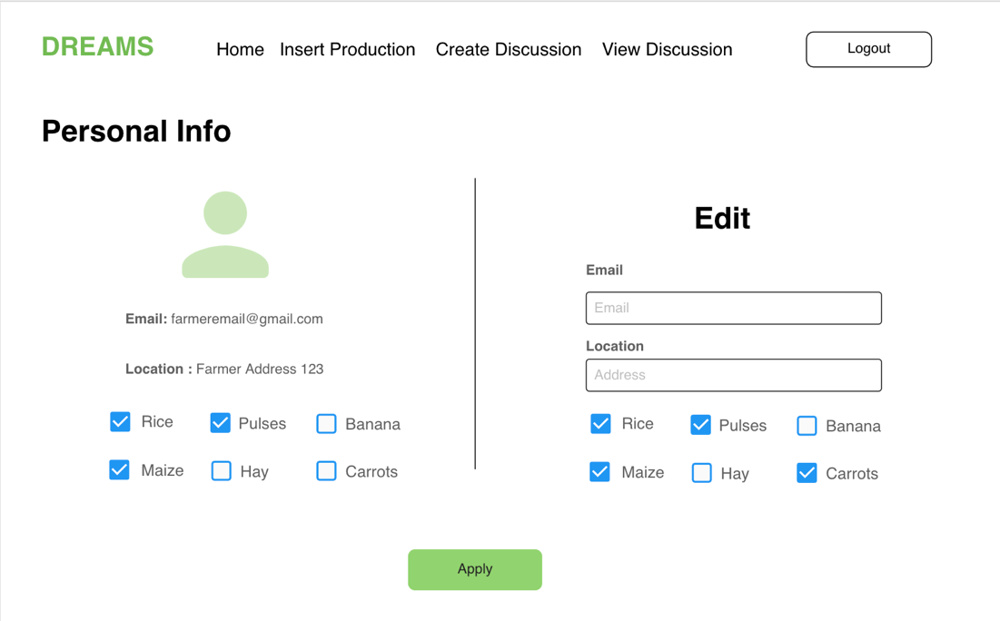 DREAMS Home Insert Production Create Discussion View Discussion Logout
Personal Info
Email: farmeremail@gmail.com
Location : Farmer Address 123
Rice Pulses Banana
Maize Hay Carrots
Edit
Email
Email
Location
Address
Rice Pulses Banana
Maize Hay Carrots
Apply